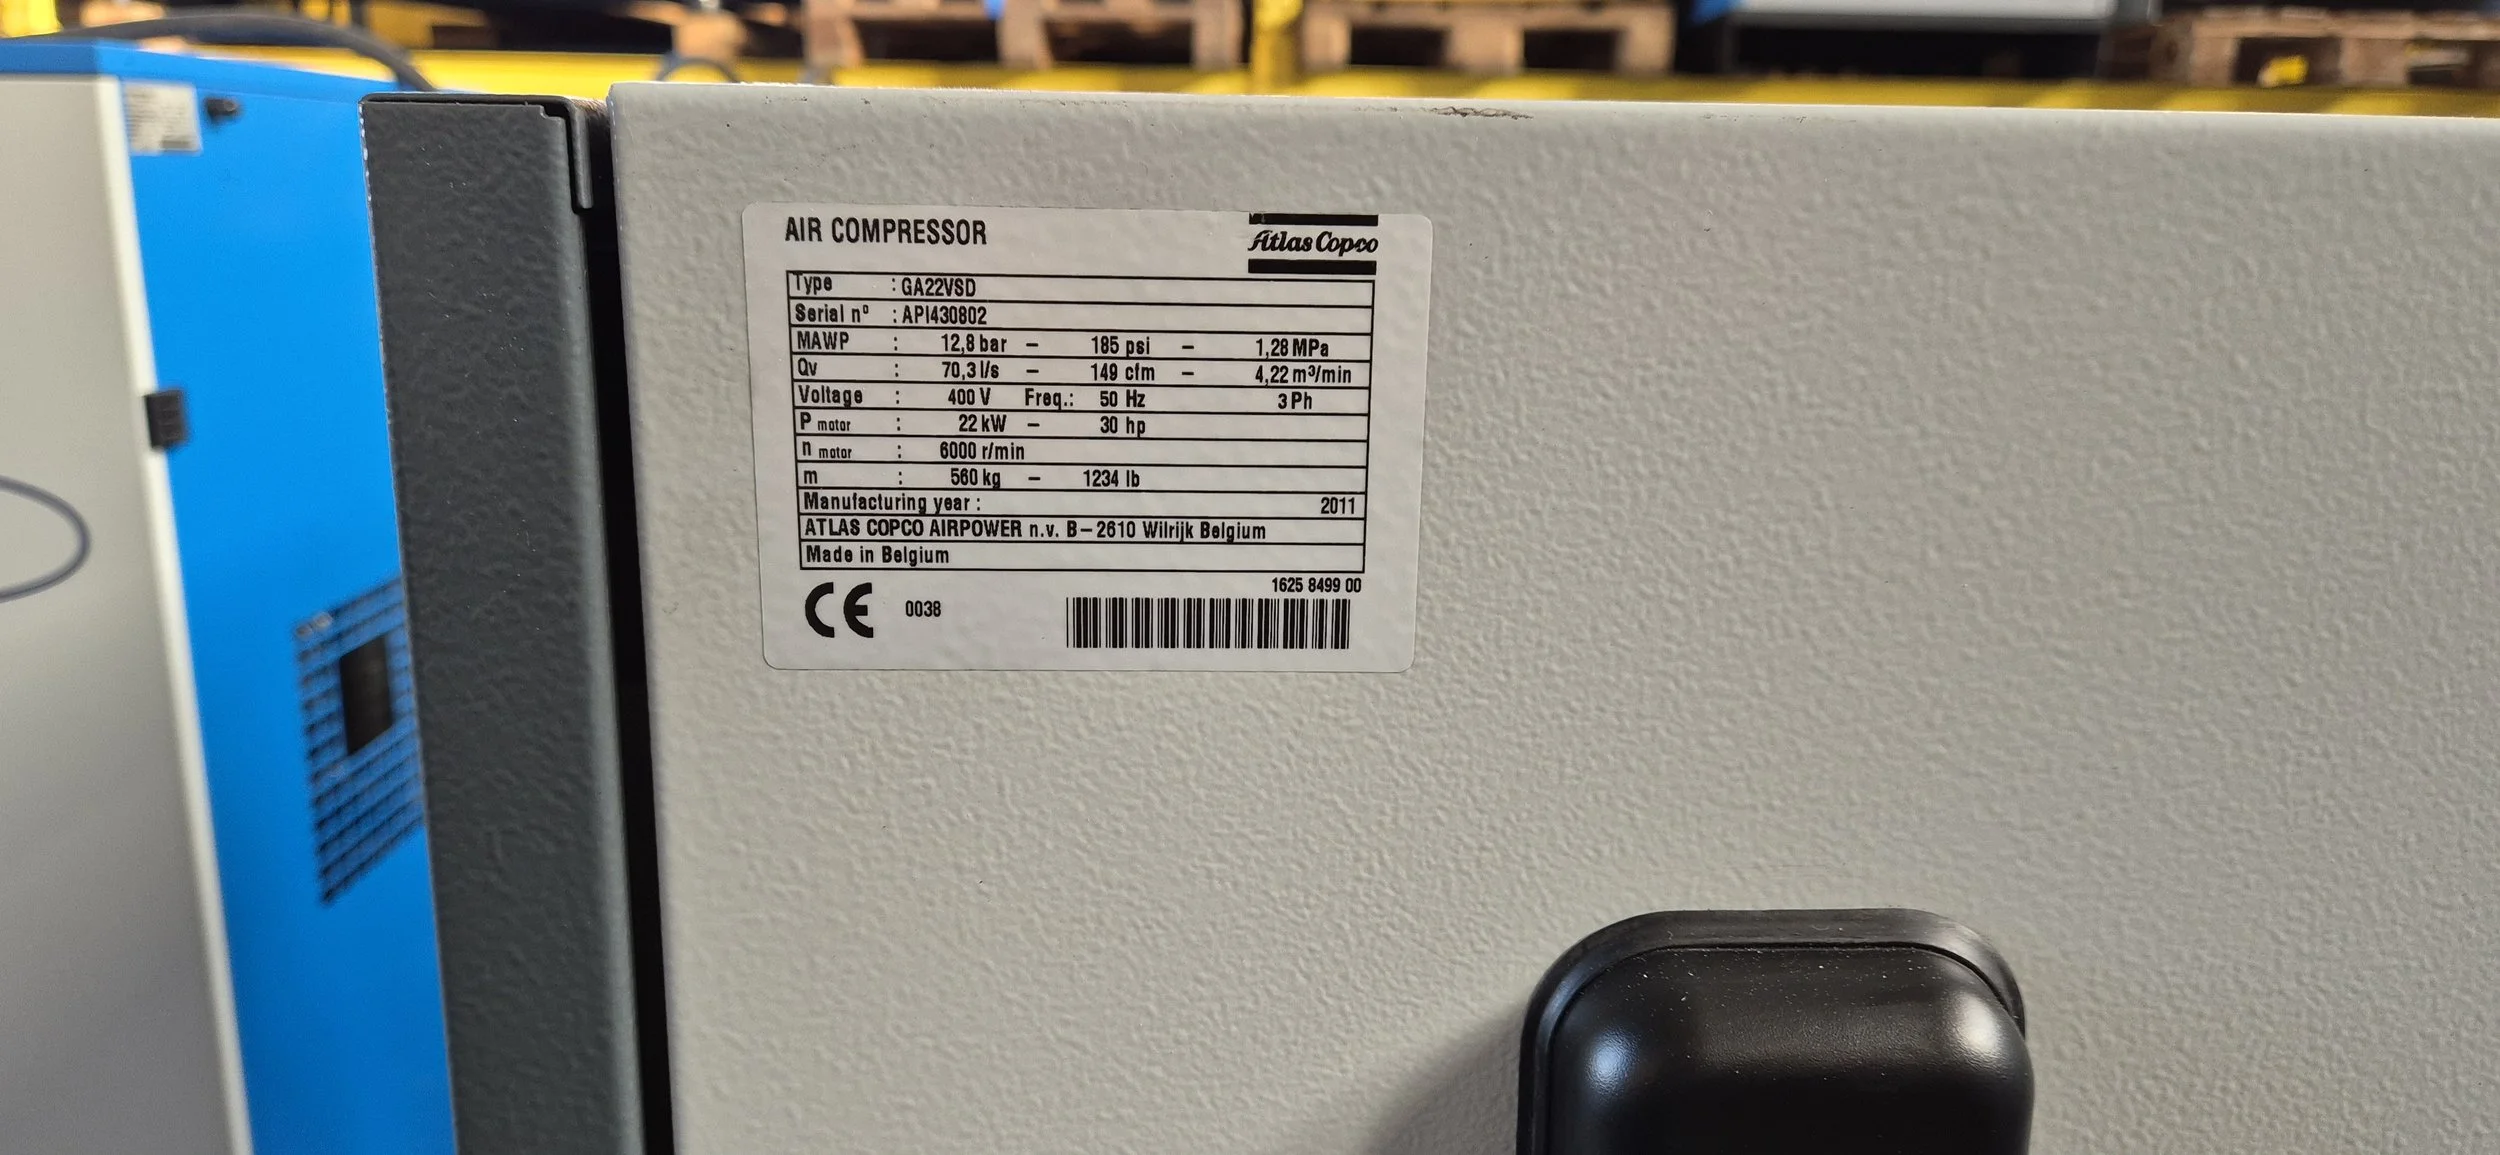 AIR COMPRESSOR
Atlas Copco
Type : GA22VSD
Serial nº : API430802
MAWP : 12,8 bar – 185 psi – 1,28 MPa
Qv : 70,3 l/s – 149 cfm – 4,22 m³/min
Voltage : 400 V Freq.: 50 Hz 3 Ph
P motor : 22 kW – 30 hp
n motor : 6000 r/min
m : 560 kg – 1234 lb
Manufacturing year : 2011
ATLAS COPCO AIRPOWER n.v. B–2610 Wilrijk Belgium
Made in Belgium
1625 8499 00
CE 0038